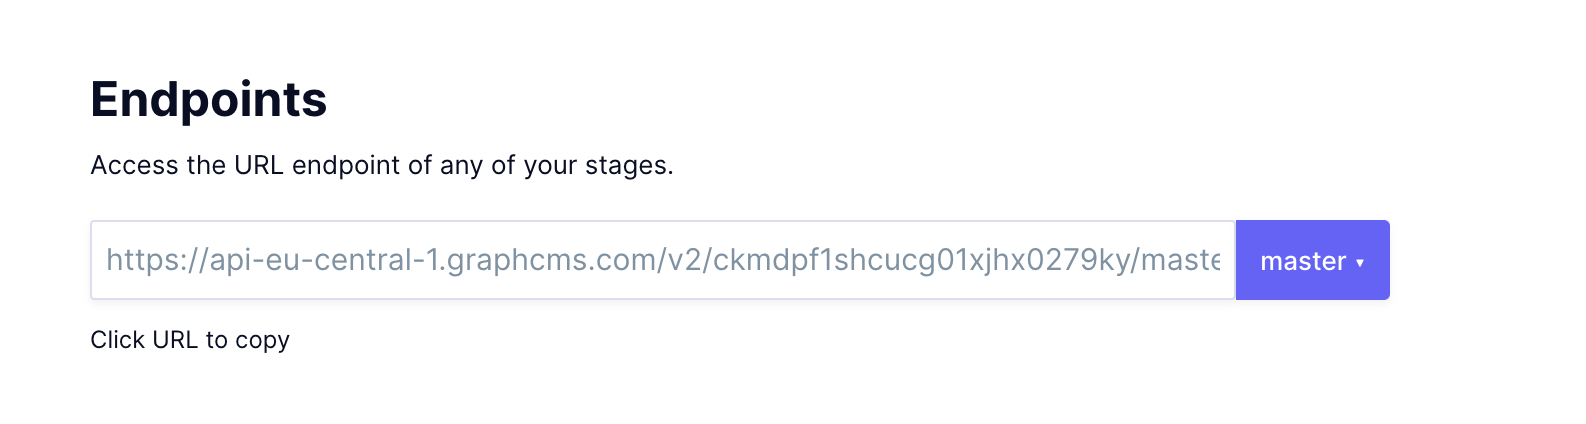 Endpoints
Access the URL endpoint of any of your stages.
https://api-eu-central-1.graphcms.com/v2/ckmdpf1shcucg01xjhx0279ky/maste
master ▾
Click URL to copy